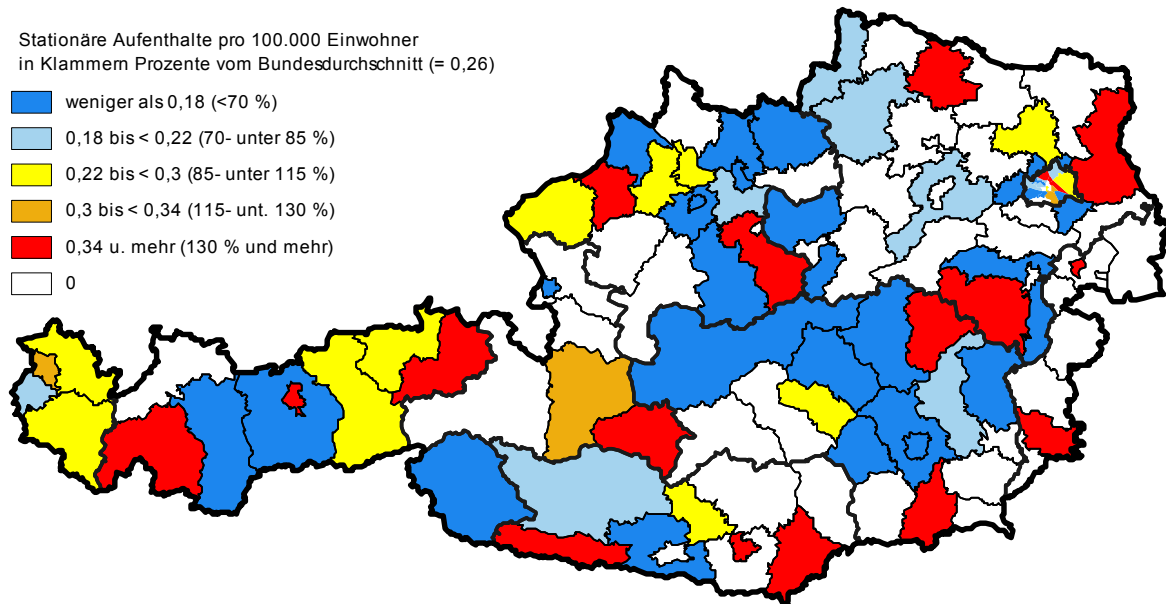 Stationäre Aufenthalte pro 100.000 Einwohner
in Klammern Prozente vom Bundesdurchschnitt (= 0,26)
weniger als 0,18 (<70 %)
0,18 bis < 0,22 (70- unter 85 %)
0,22 bis < 0,3 (85- unter 115 %)
0,3 bis < 0,34 (115- unt. 130 %)
0,34 u. mehr (130 % und mehr)
0